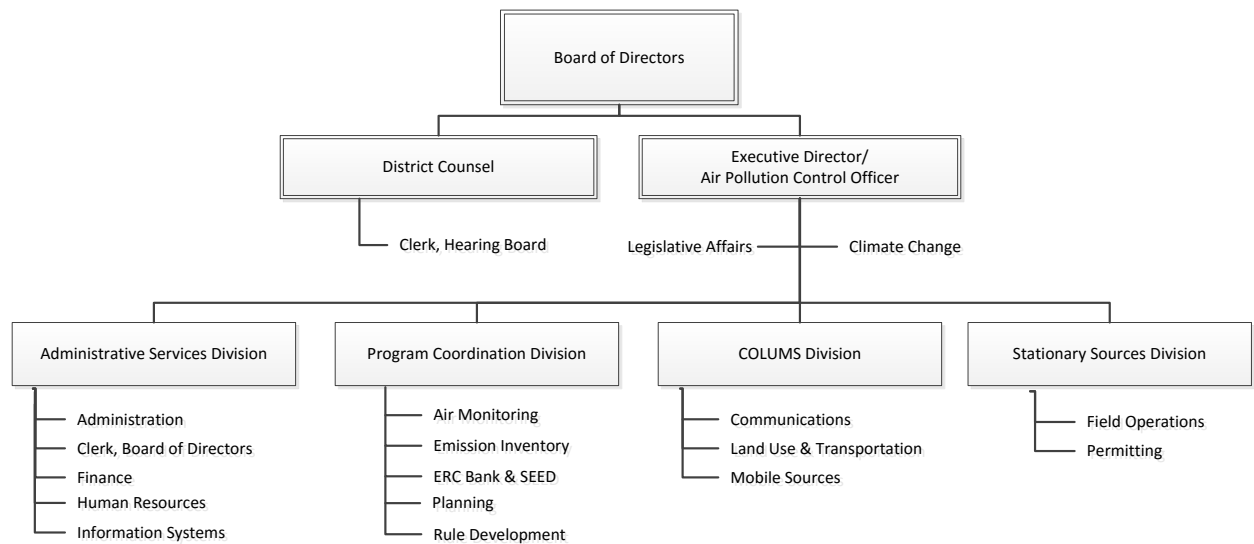 Board of Directors
District Counsel
Executive Director/
Air Pollution Control Officer
Clerk, Hearing Board
Legislative Affairs
Climate Change
Administrative Services Division
Program Coordination Division
COLUMS Division
Stationary Sources Division
Administration
Clerk, Board of Directors
Finance
Human Resources
Information Systems
Air Monitoring
Emission Inventory
ERC Bank & SEED
Planning
Rule Development
Communications
Land Use & Transportation
Mobile Sources
Field Operations
Permitting